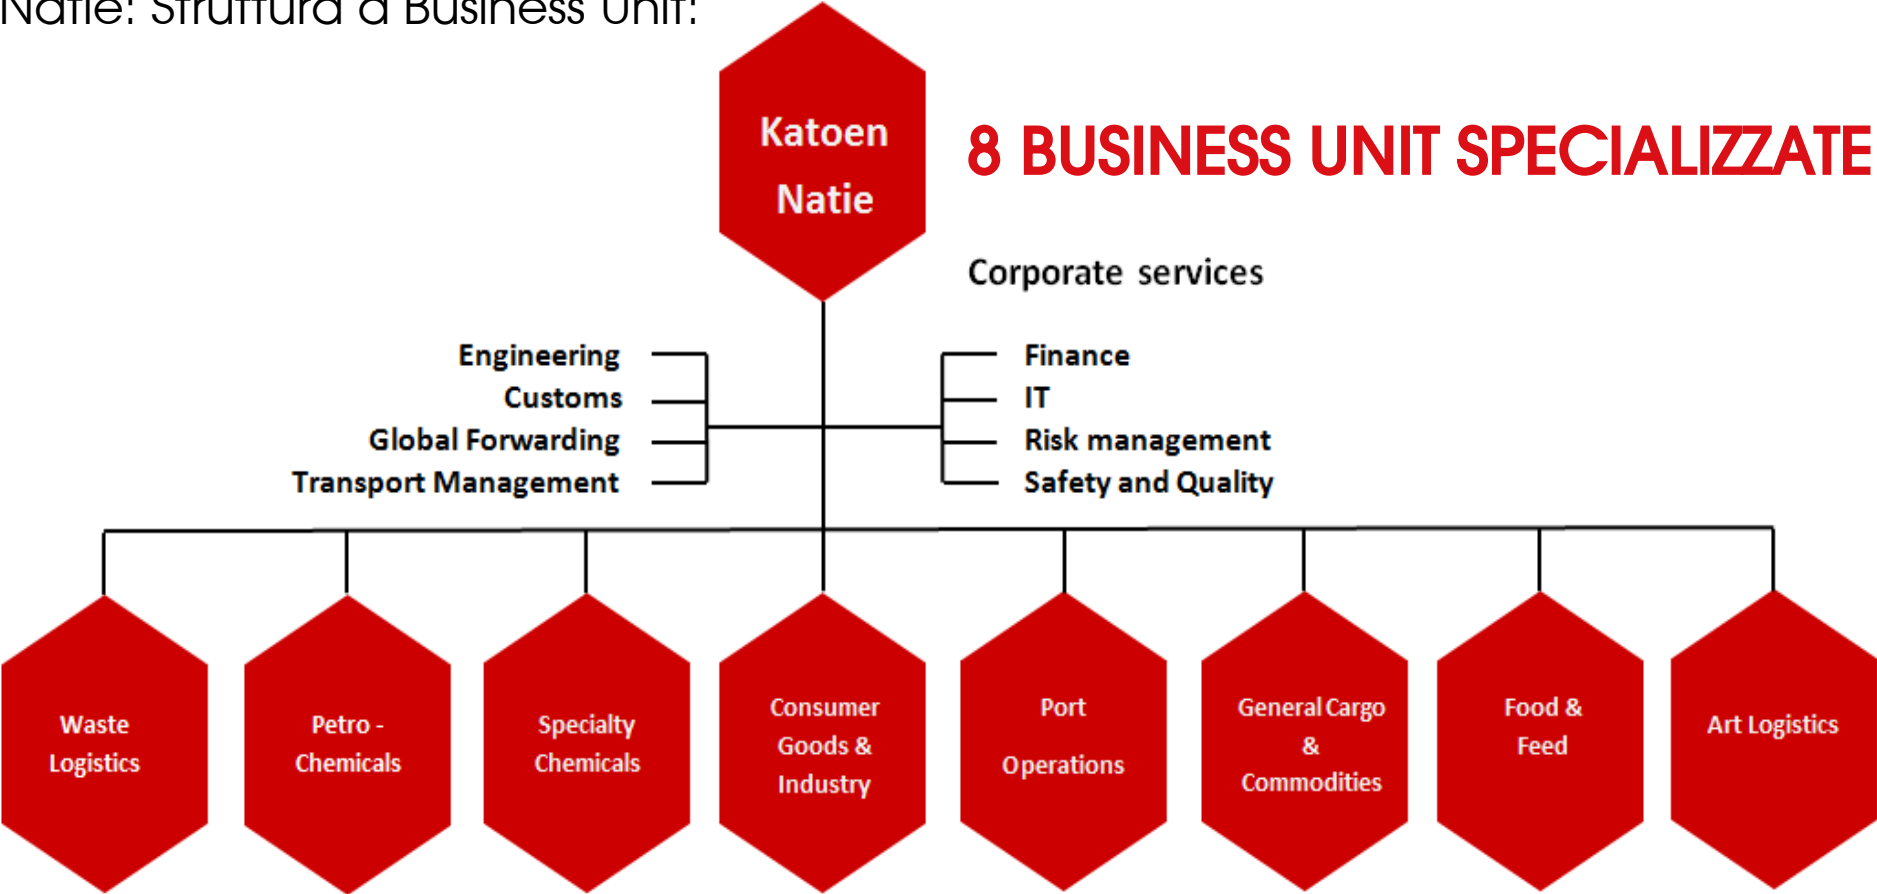 Natie: Struttura a Business Unit:
Katoen
Natie
8 BUSINESS UNIT SPECIALIZZATE
Corporate services
Engineering
Customs
Global Forwarding
Transport Management
Finance
IT
Risk management
Safety and Quality
Waste
Logistics
Petro -
Chemicals
Specialty
Chemicals
Consumer
Goods &
Industry
Port
Operations
General Cargo
&
Commodities
Food &
Feed
Art Logistics